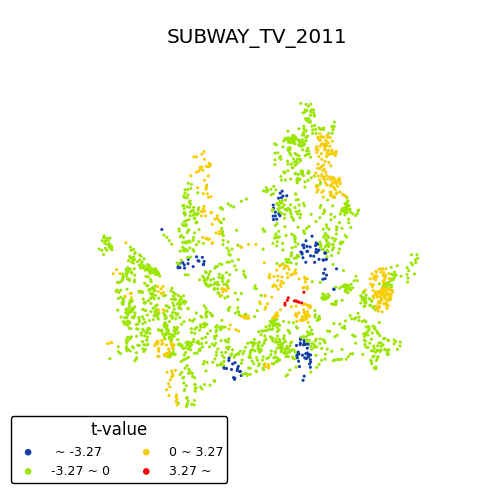 SUBWAY_TV_2011
t-value
~ -3.27
0 ~ 3.27
-3.27 ~ 0
3.27 ~